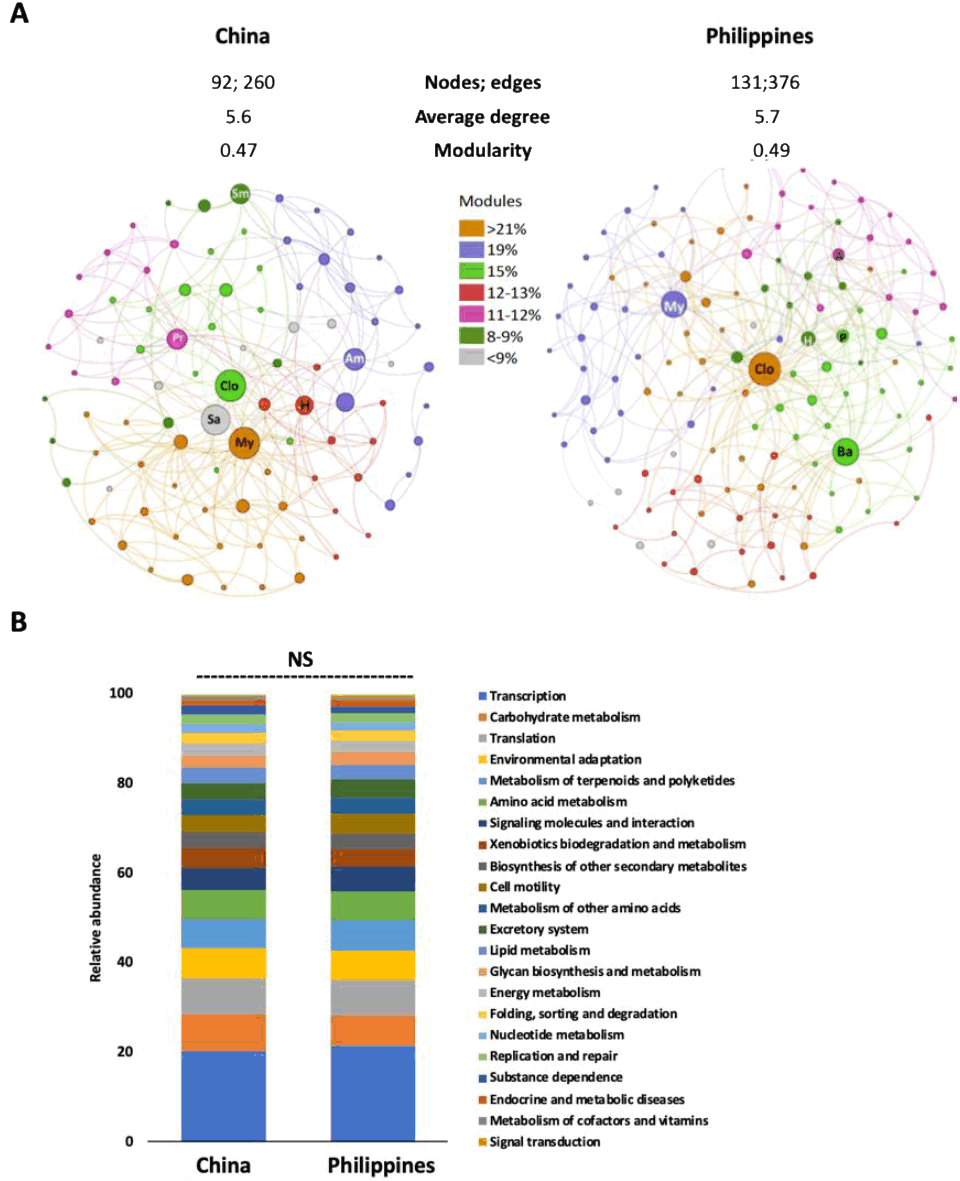 A
China
Philippines
92; 260
Nodes; edges
131;376
5.6
Average degree
5.7
0.47
Modularity
0.49
Modules
>21%
19%
15%
12-13%
11-12%
8-9%
<9%
Sm
Pr
Am
Clo
Sa
H
My
A
My
H
P
Clo
Ba
B
NS
Relative abundance
100
80
60
40
20
0
China
Philippines
Transcription
Carbohydrate metabolism
Translation
Environmental adaptation
Metabolism of terpenoids and polyketides
Amino acid metabolism
Signaling molecules and interaction
Xenobiotics biodegradation and metabolism
Biosynthesis of other secondary metabolites
Cell motility
Metabolism of other amino acids
Excretory system
Lipid metabolism
Glycan biosynthesis and metabolism
Energy metabolism
Folding, sorting and degradation
Nucleotide metabolism
Replication and repair
Substance dependence
Endocrine and metabolic diseases
Metabolism of cofactors and vitamins
Signal transduction